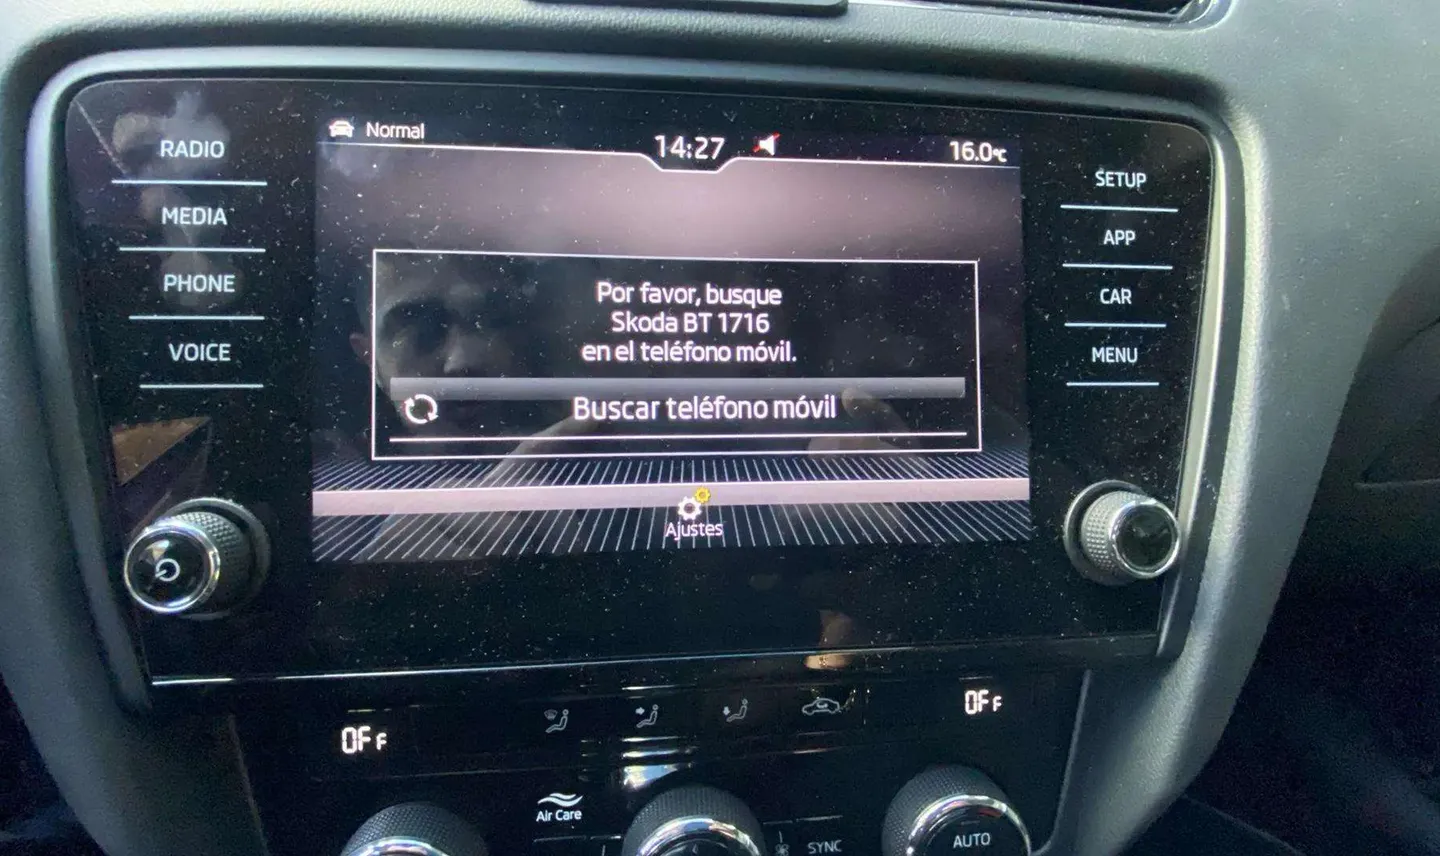 Normal
14:27
16.0°C
RADIO
MEDIA
PHONE
VOICE
Por favor, busque
Skoda BT 1716
en el teléfono móvil.
Buscar teléfono móvil
Ajustes
SETUP
APP
CAR
MENU
OFF
OFF
Air Care
SYNC
AUTO